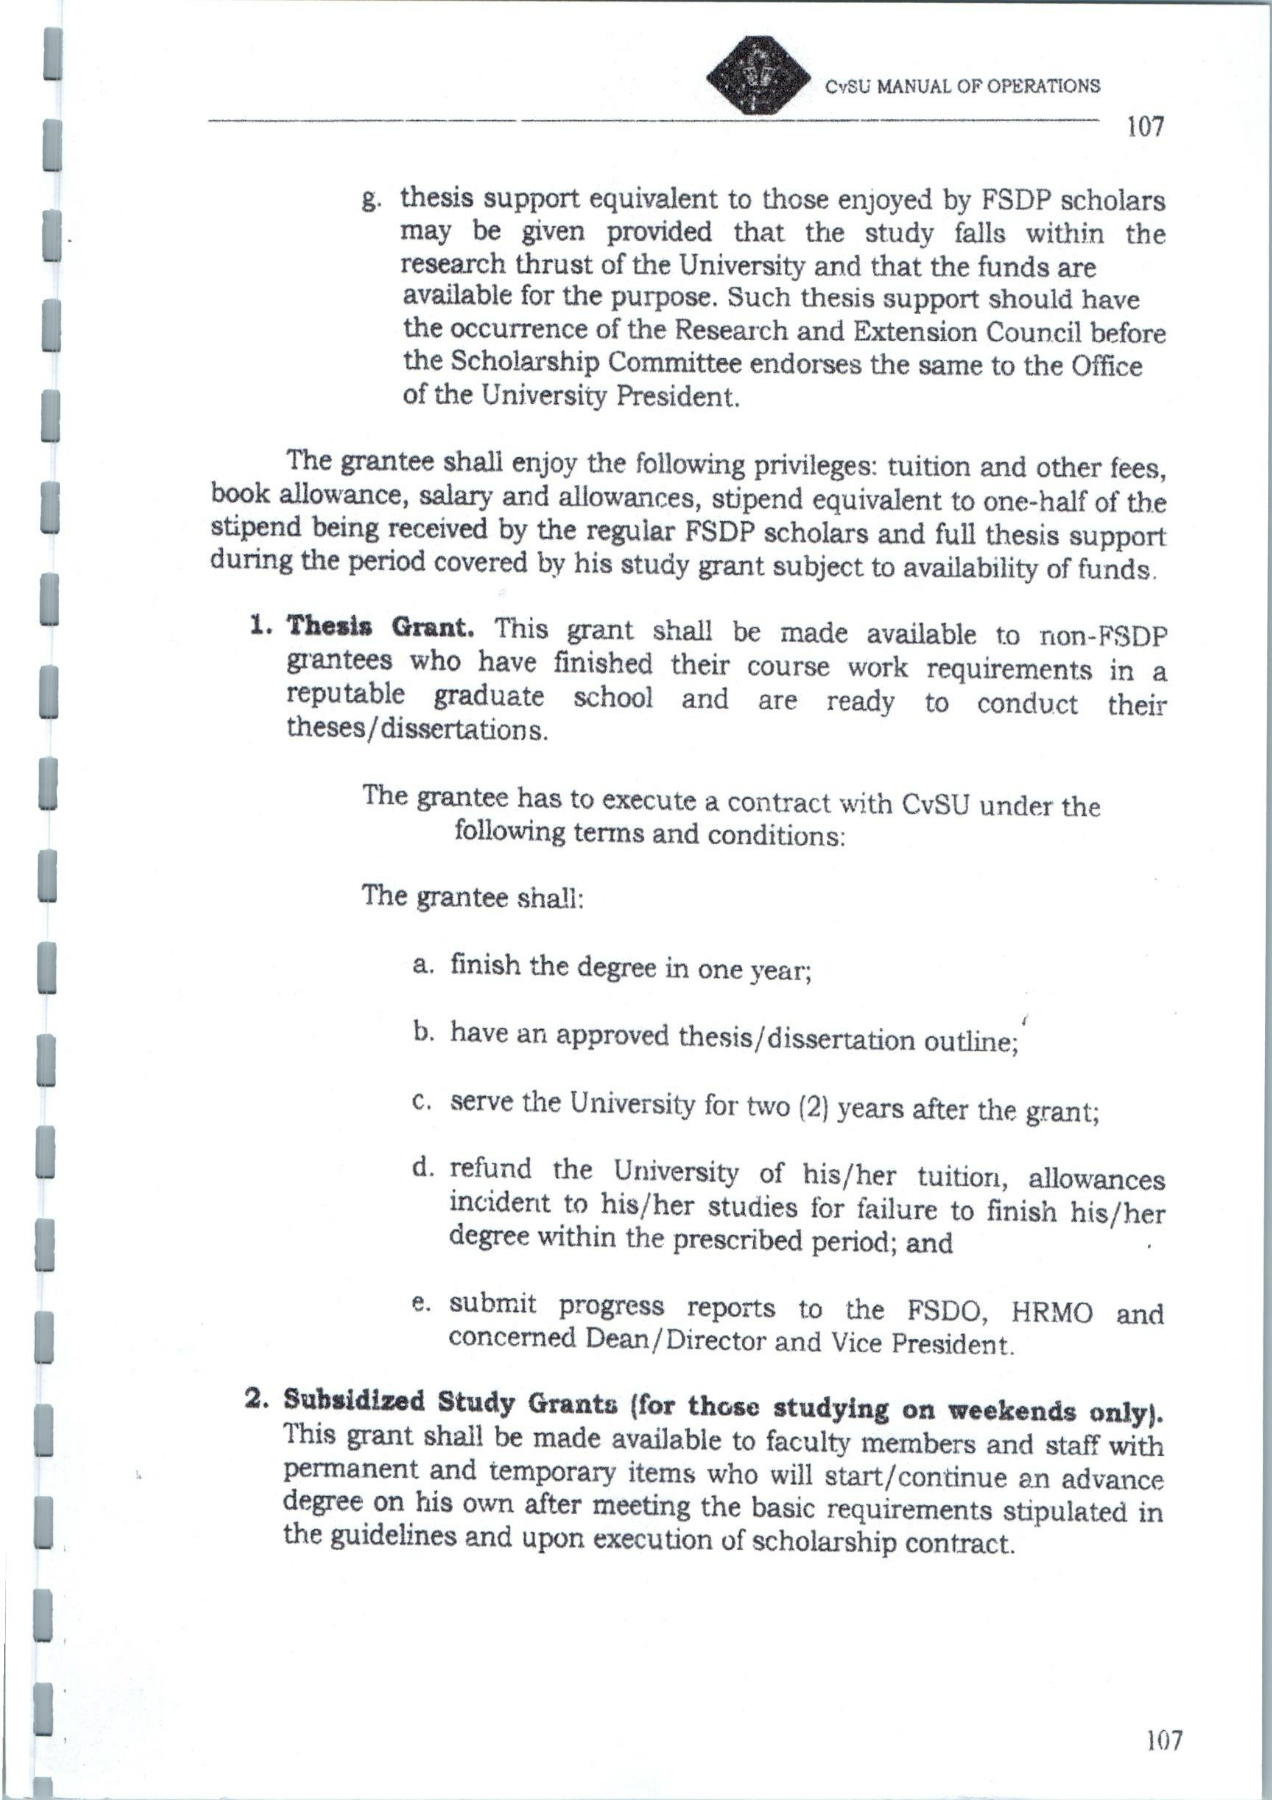 CvSU MANUAL OF OPERATIONS
107
g. thesis support equivalent to those enjoyed by FSDP scholars
may be given provided that the study falls within the
research thrust of the University and that the funds are
available for the purpose. Such thesis support should have
the occurrence of the Research and Extension Council before
the Scholarship Committee endorses the same to the Office
of the University President.
The grantee shall enjoy the following privileges: tuition and other fees,
book allowance, salary and allowances, stipend equivalent to one-half of the
stipend being received by the regular FSDP scholars and full thesis support
during the period covered by his study grant subject to availability of funds.
1. Thesis Grant. This grant shall be made available to non-FSDP
grantees who have finished their course work requirements in a
reputable graduate school and are ready to conduct their
theses/dissertations.
The grantee has to execute a contract with CvSU under the
following terms and conditions:
The grantee shall:
a. finish the degree in one year;
b. have an approved thesis/dissertation outline;
c. serve the University for two (2) years after the grant;
d. refund the University of his/her tuition, allowances
incident to his/her studies for failure to finish his/her
degree within the prescribed period; and
e. submit progress reports to the FSDO, HRMO and
concerned Dean/Director and Vice President.
2. Subsidized Study Grants (for those studying on weekends only).
This grant shall be made available to faculty members and staff with
permanent and temporary items who will start/continue an advance
degree on his own after meeting the basic requirements stipulated in
the guidelines and upon execution of scholarship contract.
107